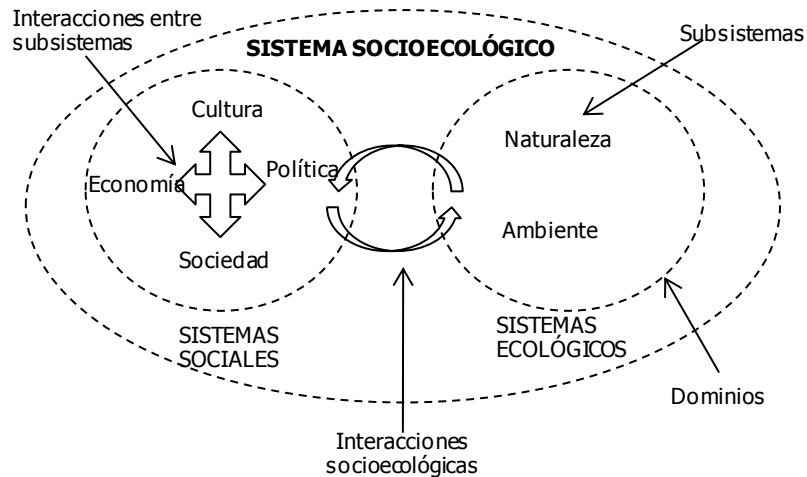 Interacciones entre
subsistemas
SISTEMA SOCIOECOLÓGICO
Subsistemas
Cultura
Economía
Política
Sociedad
Naturaleza
Ambiente
SISTEMAS
SOCIALES
SISTEMAS
ECOLÓGICOS
Dominios
Interacciones
socioecológicas